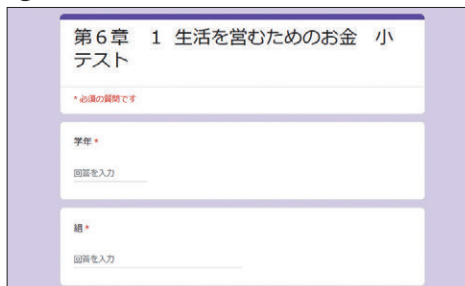 第6章　1 生活を営むためのお金　小
テスト
* 必須の質問です
学年 *
回答を入力
組 *
回答を入力